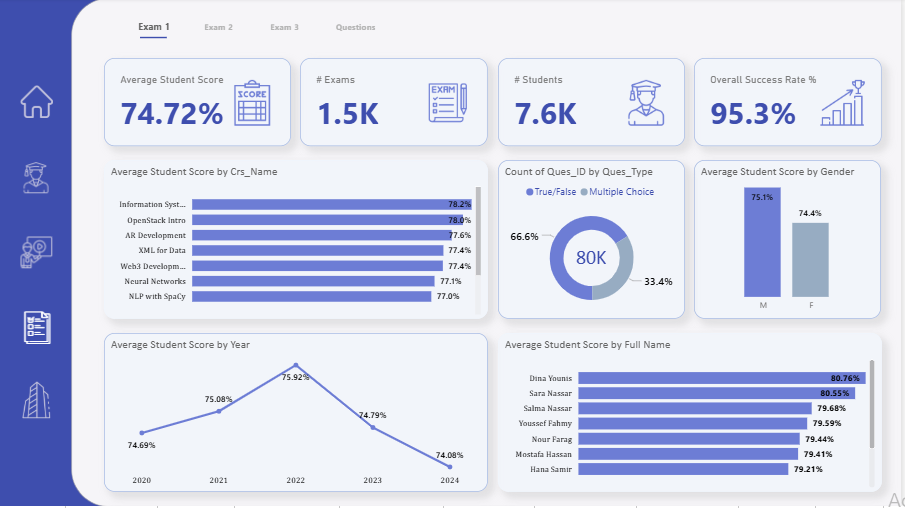 Exam 1
Exam 2
Exam 3
Questions
Average Student Score
74.72%
SCORE
# Exams
1.5K
EXAM
# Students
7.6K
Overall Success Rate %
95.3%
Average Student Score by Crs_Name
Information Syst... 78.2%
OpenStack Intro 78.0%
AR Development 77.6%
XML for Data 77.4%
Web3 Developm... 77.4%
Neural Networks 77.1%
NLP with SpaCy 77.0%
Count of Ques_ID by Ques_Type
True/False Multiple Choice
66.6%
80K
33.4%
Average Student Score by Gender
75.1%
74.4%
M F
Average Student Score by Year
75.92%
75.08%
74.79%
74.69%
74.08%
2020 2021 2022 2023 2024
Average Student Score by Full Name
Dina Younis 80.76%
Sara Nassar 80.55%
Salma Nassar 79.68%
Youssef Fahmy 79.59%
Nour Farag 79.44%
Mostafa Hassan 79.41%
Hana Samir 79.21%